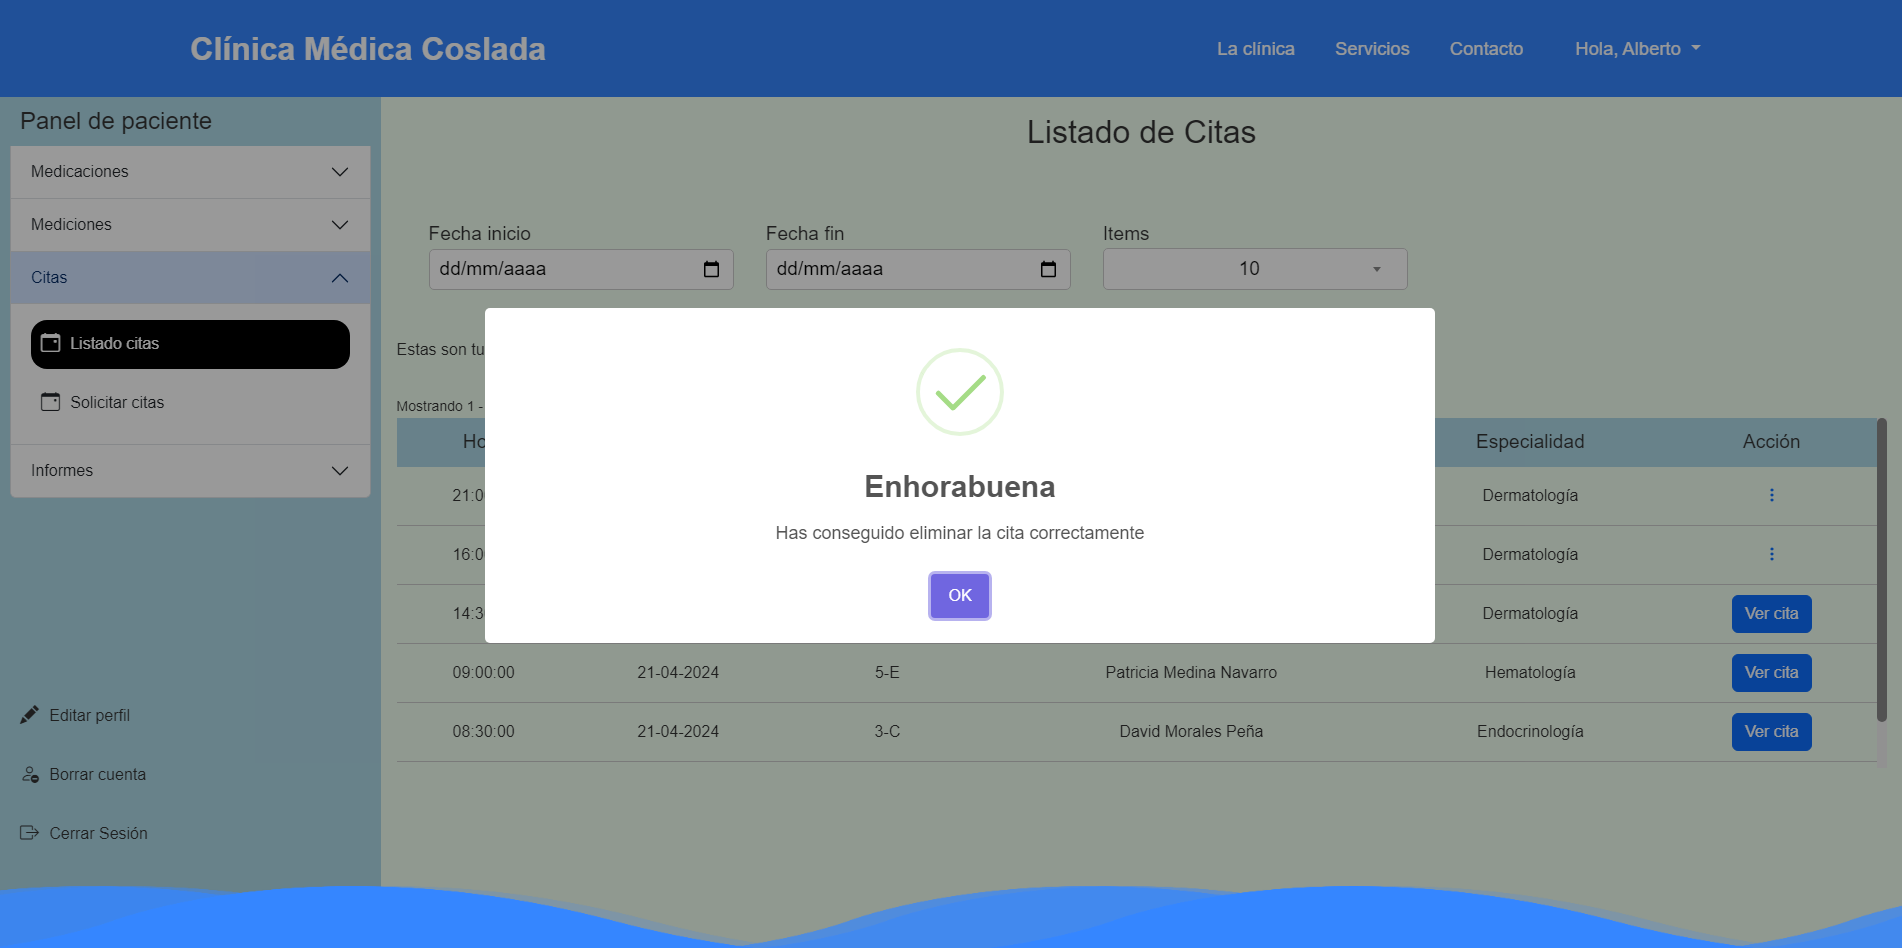 Clínica Médica Coslada
La clínica
Servicios
Contacto
Hola, Alberto
Panel de paciente
Medicaciones
Mediciones
Citas
Listado citas
Solicitar citas
Informes
Editar perfil
Borrar cuenta
Cerrar Sesión
Listado de Citas
Fecha inicio
Fecha fin
Items
dd/mm/aaaa
dd/mm/aaaa
10
Estas son tu
Mostrando 1 -
Especialidad
Acción
21:0
Dermatología
16:0
Dermatología
14:3
Dermatología
Ver cita
09:00:00
21-04-2024
5-E
Patricia Medina Navarro
Hematología
Ver cita
08:30:00
21-04-2024
3-C
David Morales Peña
Endocrinología
Ver cita
Enhorabuena
Has conseguido eliminar la cita correctamente
OK